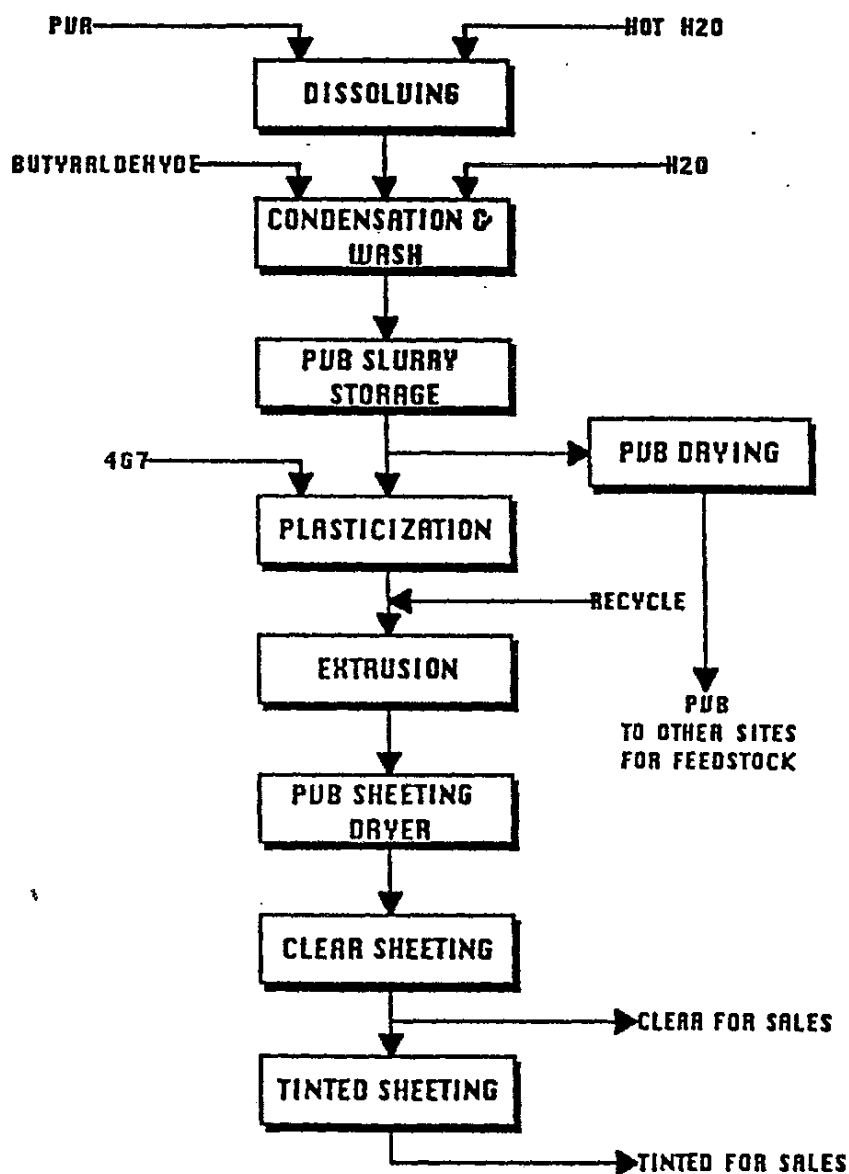 PVA
HOT H2O
DISSOLVING
BUTYRALDEHYDE
H2O
CONDENSATION &
WASH
PVB SLURRY
STORAGE
4G7
PVB DRYING
PLASTICIZATION
RECYCLE
EXTRUSION
PVB
TO OTHER SITES
FOR FEEDSTOCK
PVB SHEETING
DRYER
CLEAR SHEETING
CLEAR FOR SALES
TINTED SHEETING
TINTED FOR SALES